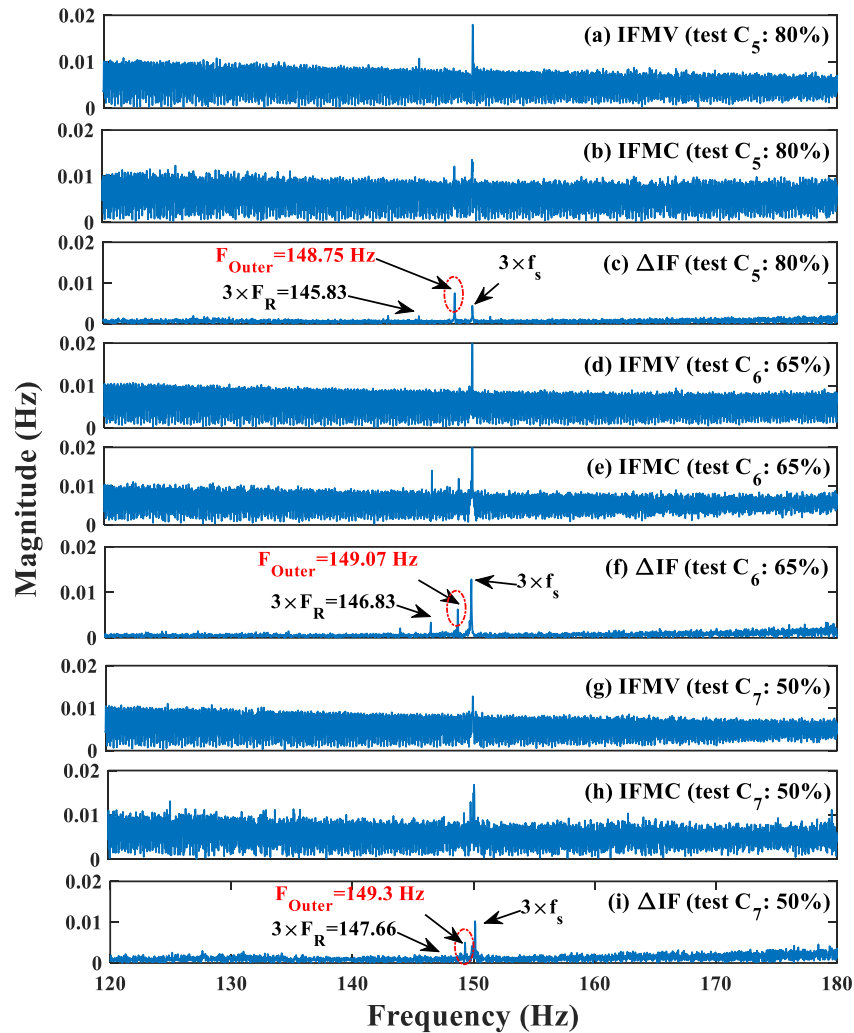 0.02
(a) IFMV (test C5: 80%)
0.01
0
0.02
(b) IFMC (test C5: 80%)
0.01
0
0.02
FOuter=148.75 Hz
(c) ΔIF (test C5: 80%)
3×fs
0.01
3×FR=145.83
0
0.02
(d) IFMV (test C6: 65%)
0.01
0
0.02
(e) IFMC (test C6: 65%)
0.01
0
0.02
FOuter=149.07 Hz
(f) ΔIF (test C6: 65%)
3×fs
0.01
3×FR=146.83
0
0.02
(g) IFMV (test C7: 50%)
0.01
0
0.02
(h) IFMC (test C7: 50%)
0.01
0
0.02
FOuter=149.3 Hz
(i) ΔIF (test C7: 50%)
3×fs
0.01
3×FR=147.66
0
120 130 140 150 160 170 180
Frequency (Hz)
Magnitude (Hz)